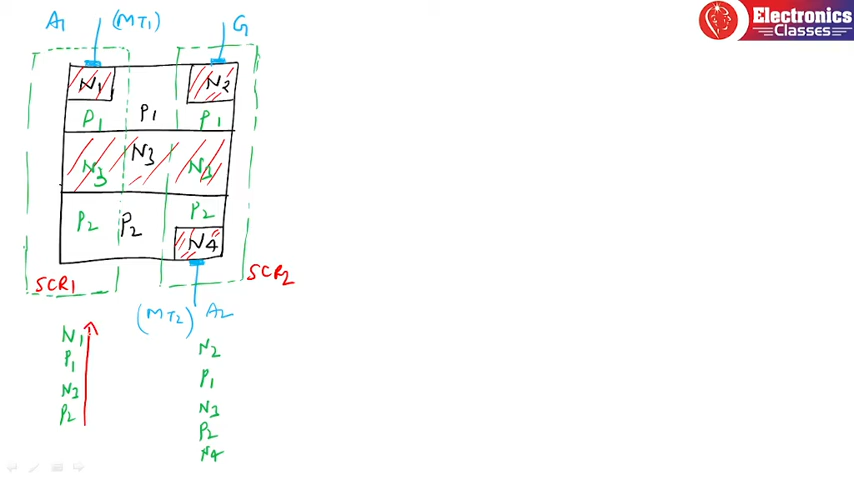 Electronics
Classes
A1 (MT1) G
N1 N2
P1 P1 P1
N3 N3 N3
P2 P2 P2
N4
SCR1 SCR2
(MT2) A2
N1
P1
N3
P2
N2
P1
N3
P2
N4